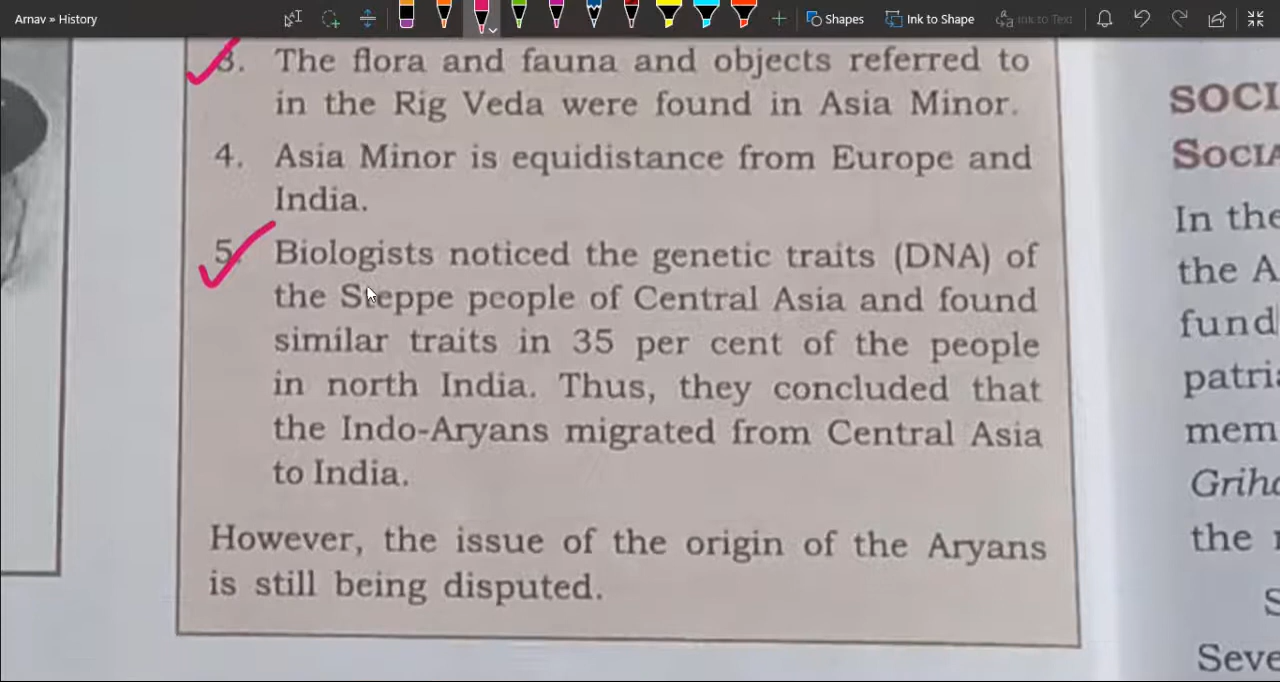 Arnav » History
Shapes
Ink to Shape
Ink to Text
3. The flora and fauna and objects referred to
in the Rig Veda were found in Asia Minor.
4. Asia Minor is equidistance from Europe and
India.
5. Biologists noticed the genetic traits (DNA) of
the Steppe people of Central Asia and found
similar traits in 35 per cent of the people
in north India. Thus, they concluded that
the Indo-Aryans migrated from Central Asia
to India.
However, the issue of the origin of the Aryans
is still being disputed.
SOCI
SOCIA
In the
the A
fund
patri
mem
Griha
the
S
Seve